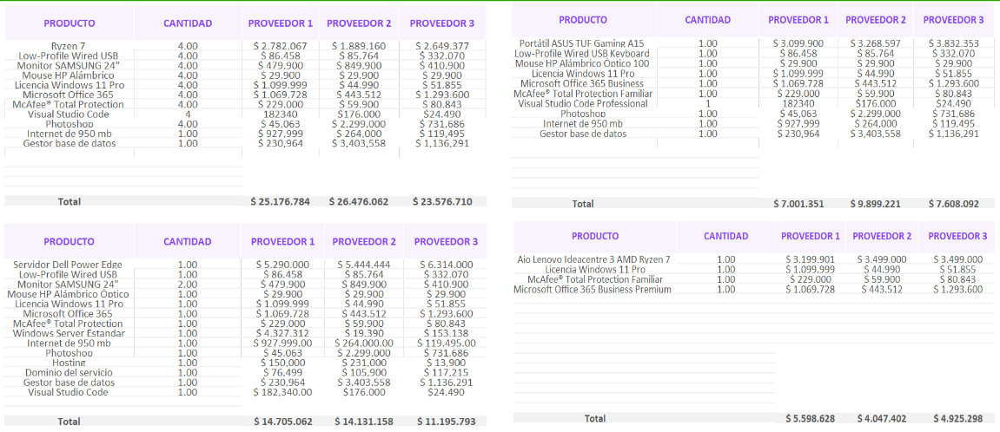 PRODUCTO CANTIDAD PROVEEDOR 1 PROVEEDOR 2 PROVEEDOR 3
Ryzen 7 4.00 $ 2.782.067 $ 1.889.160 $ 2.649.377
Low-Profile Wired USB 4.00 $ 86.458 $ 85.764 $ 332.070
Monitor SAMSUNG 24" 4.00 $ 479.900 $ 849.900 $ 410.900
Mouse HP Alámbrico 4.00 $ 29.900 $ 29.900 $ 29.900
Licencia Windows 11 Pro 4.00 $ 1.099.999 $ 44.990 $ 51.855
Microsoft Office 365 4.00 $ 1.069.728 $ 443.512 $ 1.293.600
McAfee® Total Protection 4.00 $ 229.000 $ 59.900 $ 80.843
Visual Studio Code 4 182340 $176.000 $24.490
Photoshop 4.00 $ 45,063 $ 2,299,000 $ 731,686
Internet de 950 mb 1.00 $ 927,999 $ 264,000 $ 119,495
Gestor base de datos 1.00 $ 230,964 $ 3,403,558 $ 1,136,291
Total $ 25.176.784 $ 26.476.062 $ 23.576.710
PRODUCTO CANTIDAD PROVEEDOR 1 PROVEEDOR 2 PROVEEDOR 3
Portátil ASUS TUF Gaming A15 1.00 $ 3.099.900 $ 3.268.597 $ 3.832.353
Low-Profile Wired USB Keyboard 1.00 $ 86.458 $ 85.764 $ 332.070
Mouse HP Alámbrico Óptico 100 1.00 $ 29.900 $ 29.900 $ 29.900
Licencia Windows 11 Pro 1.00 $ 1.099.999 $ 44.990 $ 51.855
Microsoft Office 365 Business 1.00 $ 1.069.728 $ 443.512 $ 1.293.600
McAfee® Total Protection Familiar 1.00 $ 229.000 $ 59.900 $ 80.843
Visual Studio Code Professional 1 182340 $176.000 $24.490
Photoshop 1.00 $ 45,063 $ 2,299,000 $ 731,686
Internet de 950 mb 1.00 $ 927,999 $ 264.000 $ 119.495
Gestor base de datos 1.00 $ 230,964 $ 3,403,558 $ 1,136,291
Total $ 7.001.351 $ 9.899.221 $ 7.608.092
PRODUCTO CANTIDAD PROVEEDOR 1 PROVEEDOR 2 PROVEEDOR 3
Servidor Dell Power Edge 1.00 $ 5.290.000 $ 5.444.444 $ 6.314.000
Low-Profile Wired USB 1.00 $ 86.458 $ 85.764 $ 332.070
Monitor SAMSUNG 24" 2.00 $ 479.900 $ 849.900 $ 410.900
Mouse HP Alámbrico Óptico 1.00 $ 29.900 $ 29.900 $ 29.900
Licencia Windows 11 Pro 1.00 $ 1.099.999 $ 44.990 $ 51.855
Microsoft Office 365 1.00 $ 1.069.728 $ 443.512 $ 1.293.600
McAfee® Total Protection 1.00 $ 229.000 $ 59.900 $ 80.843
Windows Server Estandar 1.00 $ 4.327.312 $ 19.390 $ 153.138
Internet de 950 mb 1.00 $ 927.999.00 $ 264.000.00 $ 119.495.00
Photoshop 1.00 $ 45.063 $ 2.299.000 $ 731.686
Hosting 1.00 $ 150,000 $ 231,000 $ 13,900
Dominio del servicio 1.00 $ 76.499 $ 105.900 $ 117,215
Gestor base de datos 1.00 $ 230,964 $ 3,403,558 $ 1,136,291
Visual Studio Code 1.00 $ 182,340.00 $176.000 $24.490
Total $ 14.705.062 $ 14.131.158 $ 11.195.793
PRODUCTO CANTIDAD PROVEEDOR 1 PROVEEDOR 2 PROVEEDOR 3
Aio Lenovo Ideacentre 3 AMD Ryzen 7 1.00 $ 3.199.901 $ 3.499.000 $ 3.499.000
Licencia Windows 11 Pro 1.00 $ 1.099,999 $ 44,990 $ 51.855
McAfee® Total Protection Familiar 1.00 $ 229.000 $ 59.900 $ 80.843
Microsoft Office 365 Business Premium 1.00 $ 1.069.728 $ 443.512 $ 1.293.600
Total $ 5.598.628 $ 4.047.402 $ 4.925.298